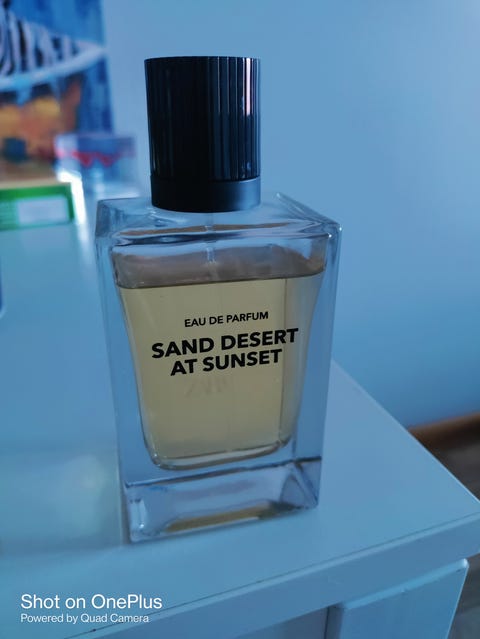 EAU DE PARFUM
SAND DESERT
AT SUNSET
Shot on OnePlus
Powered by Quad Camera